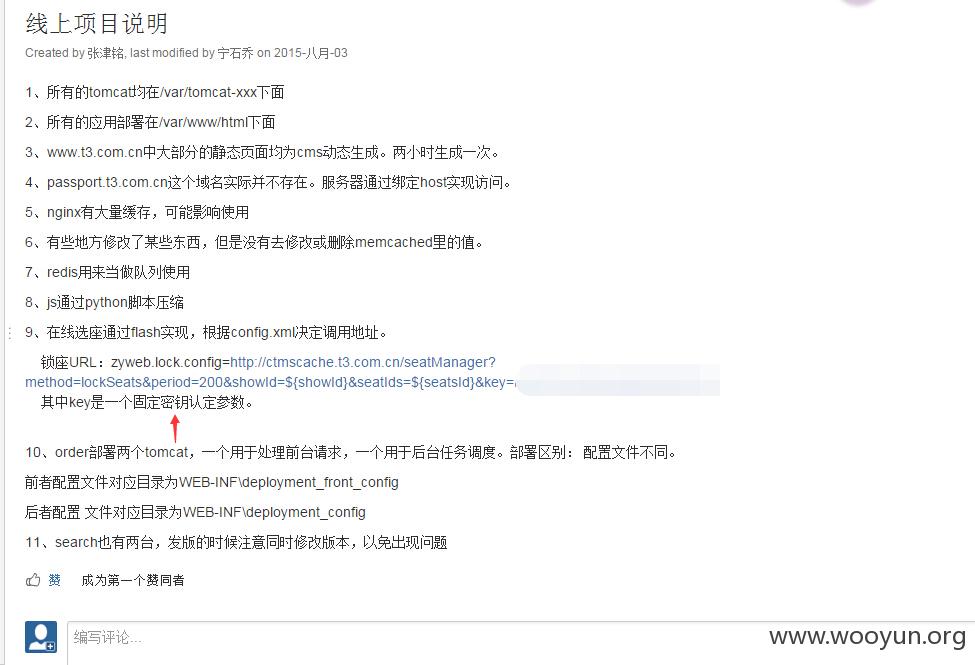 线上项目说明
Created by 张津铭, last modified by 宁石乔 on 2015-八月-03
1、所有的tomcat均在/var/tomcat-xxx下面
2、所有的应用部署在/var/www/html下面
3、www.t3.com.cn中大部分的静态页面均为cms动态生成。两小时生成一次。
4、passport.t3.com.cn这个域名实际并不存在。服务器通过绑定host实现访问。
5、nginx有大量缓存，可能影响使用
6、有些地方修改了某些东西，但是没有去修改或删除memcached里的值。
7、redis用来当做队列使用
8、js通过python脚本压缩
9、在线选座通过flash实现，根据config.xml决定调用地址。
锁座URL：zyweb.lock.config=http://ctmscache.t3.com.cn/seatManager?
method=lockSeats&period=200&showId=${showId}&seatIds=${seatsId}&key=
其中key是一个固定密钥认定参数。
10、order部署两个tomcat，一个用于处理前台请求，一个用于后台任务调度。部署区别： 配置文件不同。
前者配置文件对应目录为WEB-INF\deployment_front_config
后者配置 文件对应目录为WEB-INF\deployment_config
11、search也有两台，发版的时候注意同时修改版本，以免出现问题
赞 成为第一个赞同者
编写评论...
www.wooyun.org